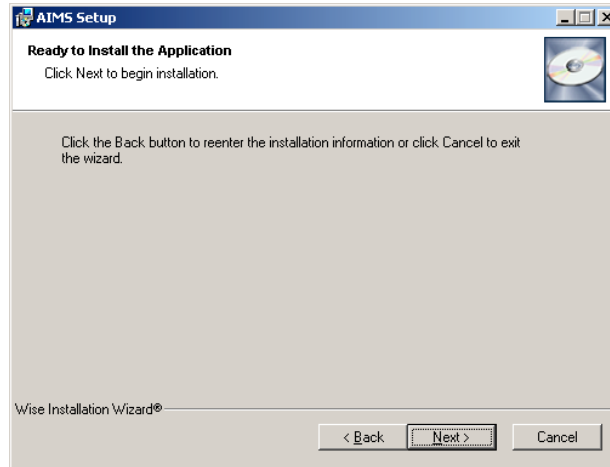 AIMS Setup
Ready to Install the Application
Click Next to begin installation.
Click the Back button to reenter the installation information or click Cancel to exit
the wizard.
Wise Installation Wizard®
< Back Next > Cancel